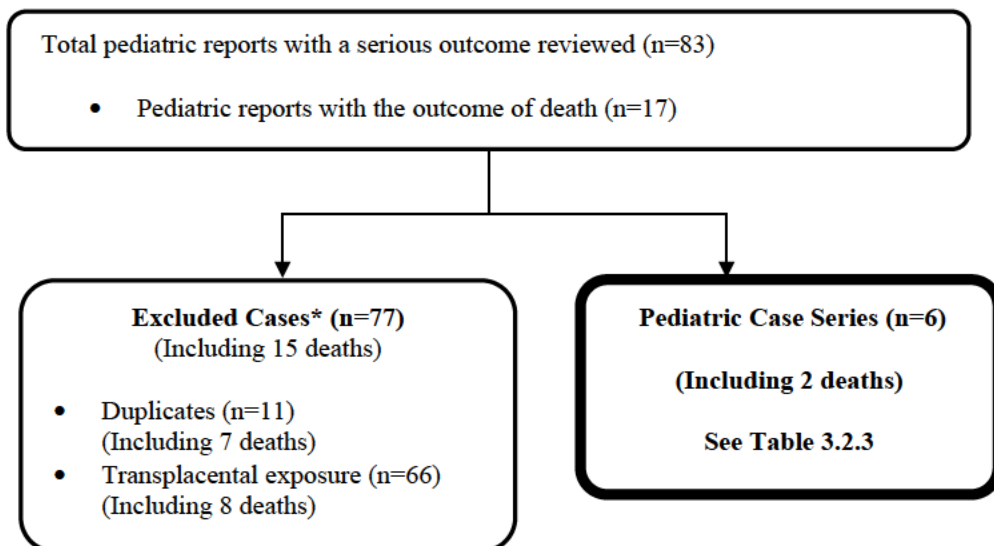 Total pediatric reports with a serious outcome reviewed (n=83)
• Pediatric reports with the outcome of death (n=17)
Excluded Cases* (n=77)
(Including 15 deaths)
• Duplicates (n=11)
(Including 7 deaths)
• Transplacental exposure (n=66)
(Including 8 deaths)
Pediatric Case Series (n=6)
(Including 2 deaths)
See Table 3.2.3